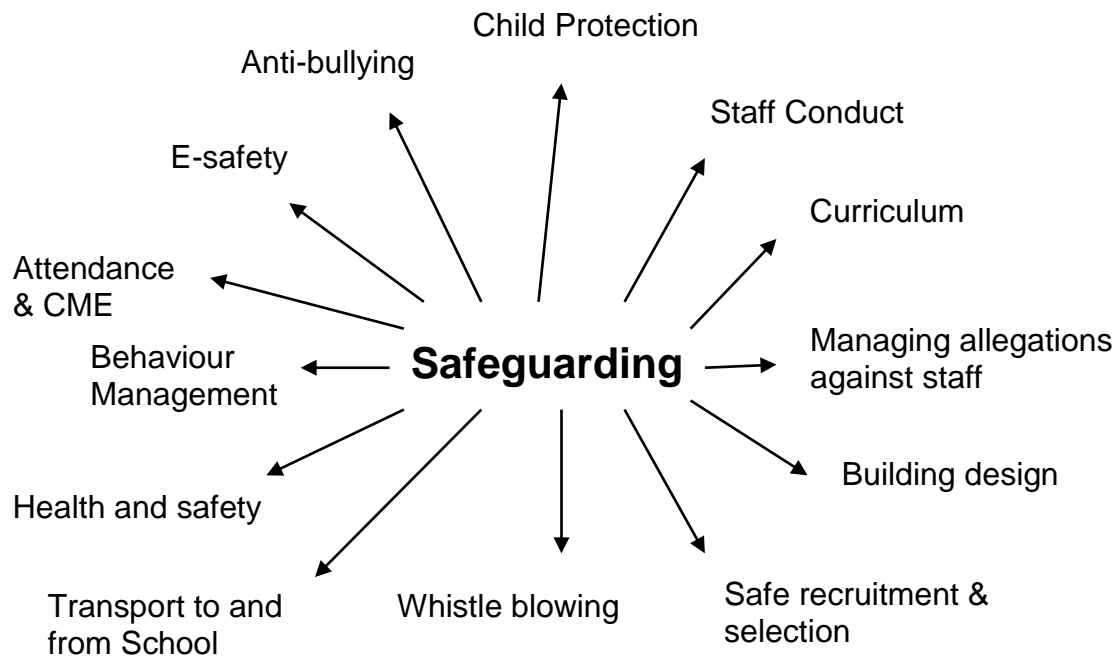 Child Protection
Anti-bullying
Staff Conduct
E-safety
Curriculum
Attendance
& CME
Managing allegations
against staff
Behaviour
Management
Safeguarding
Building design
Health and safety
Safe recruitment &
selection
Transport to and
from School
Whistle blowing